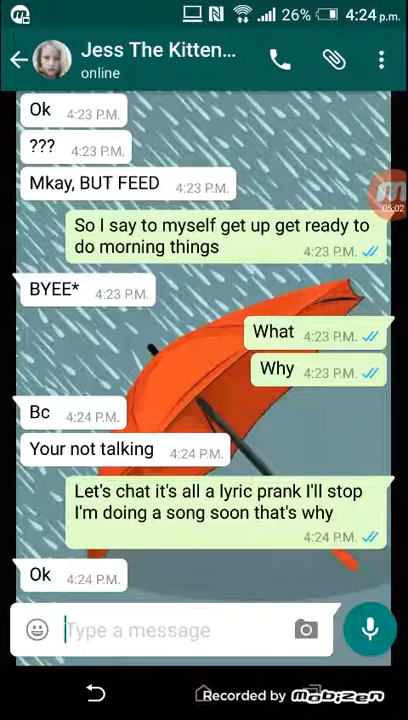 26% 4:24 p.m.
Jess The Kitten...
online
Ok 4:23 P.M.
??? 4:23 P.M.
Mkay, BUT FEED 4:23 P.M.
05:02
So I say to myself get up get ready to
do morning things
4:23 P.M.
BYEE* 4:23 P.M.
What 4:23 P.M.
Why 4:23 P.M.
Bc 4:24 P.M.
Your not talking 4:24 P.M.
Let's chat it's all a lyric prank I'll stop
I'm doing a song soon that's why
4:24 P.M.
Ok 4:24 P.M.
Type a message
Recorded by mobizen